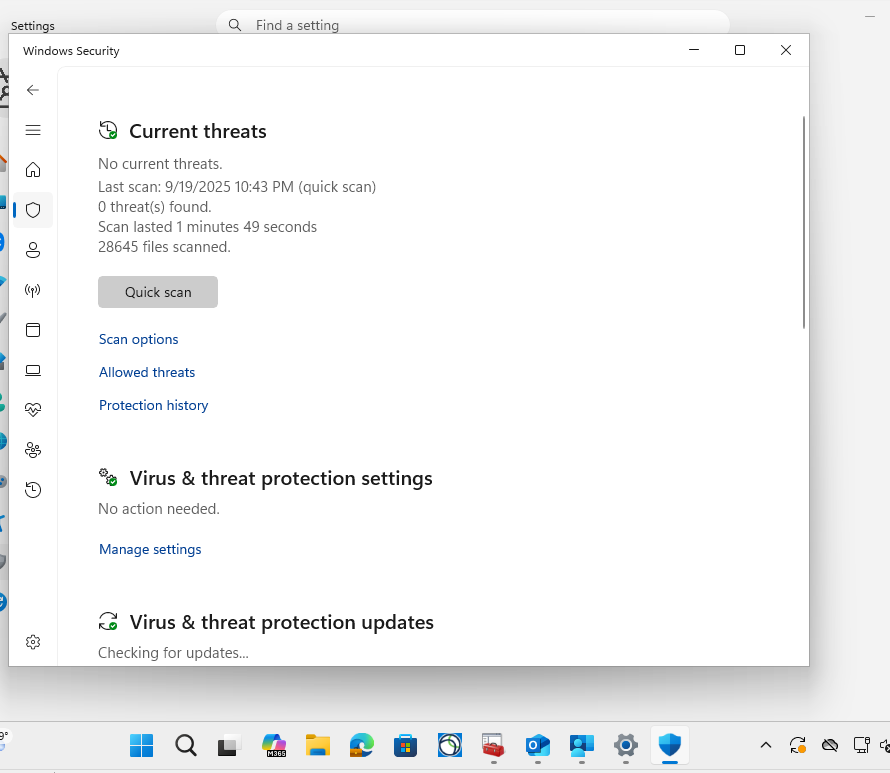 Settings
Find a setting
Windows Security
Current threats
No current threats.
Last scan: 9/19/2025 10:43 PM (quick scan)
0 threat(s) found.
Scan lasted 1 minutes 49 seconds
28645 files scanned.
Quick scan
Scan options
Allowed threats
Protection history
Virus & threat protection settings
No action needed.
Manage settings
Virus & threat protection updates
Checking for updates...
9°
M365